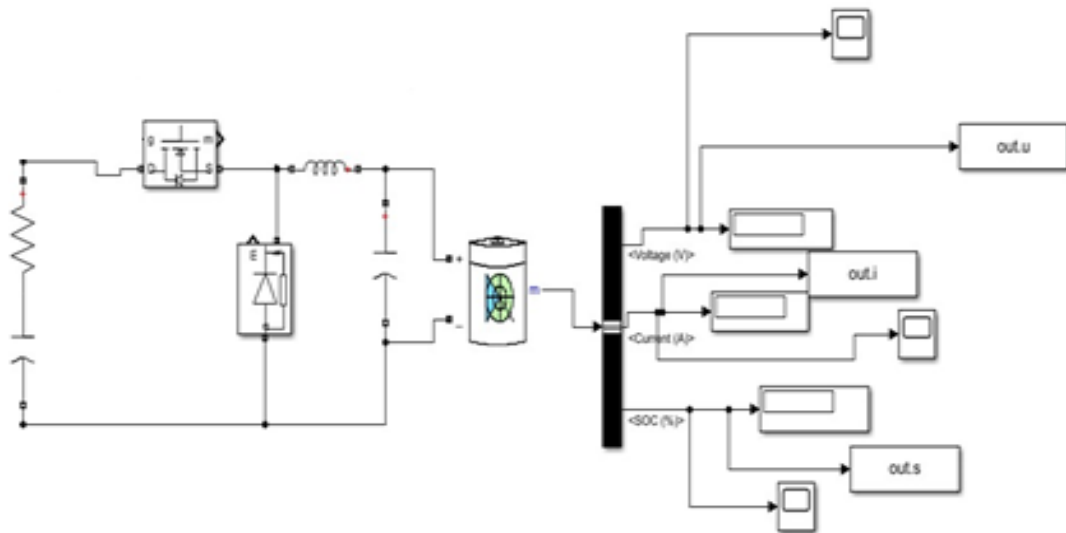 g m
D S
out.u
E
+
<Voltage (V)>
out.i
m
−
<Current (A)>
<SOC (%)>
out.s